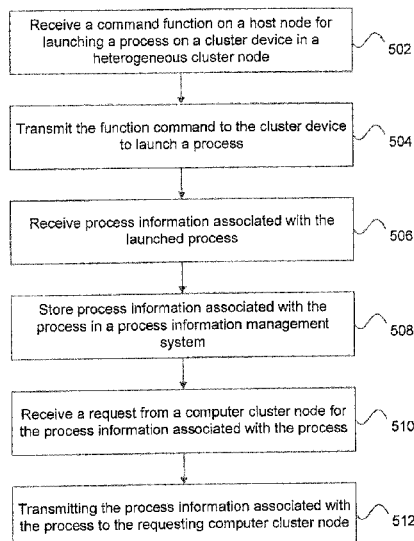 Receive a command function on a host node for
launching a process on a cluster device in a
heterogeneous cluster node
502
Transmit the function command to the cluster device
to launch a process
504
Receive process information associated with the
launched process
506
Store process information associated with the
process in a process information management
system
508
Receive a request from a computer cluster node for
the process information associated with the process
510
Transmitting the process information associated with
the process to the requesting computer cluster node
512